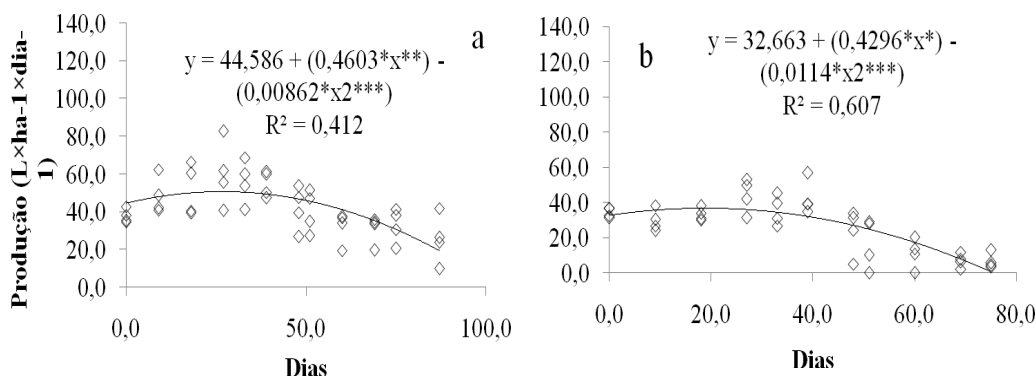 Produção (L×ha-1×dia-
1)
140,0
120,0
100,0
80,0
60,0
40,0
20,0
0,0
a
y = 44,586 + (0,4603*x**) -
(0,00862*x2***)
R² = 0,412
0,0 50,0 100,0
Dias
140,0
120,0
100,0
80,0
60,0
40,0
20,0
0,0
b
y = 32,663 + (0,4296*x*) -
(0,0114*x2***)
R² = 0,607
0,0 20,0 40,0 60,0 80,0
Dias